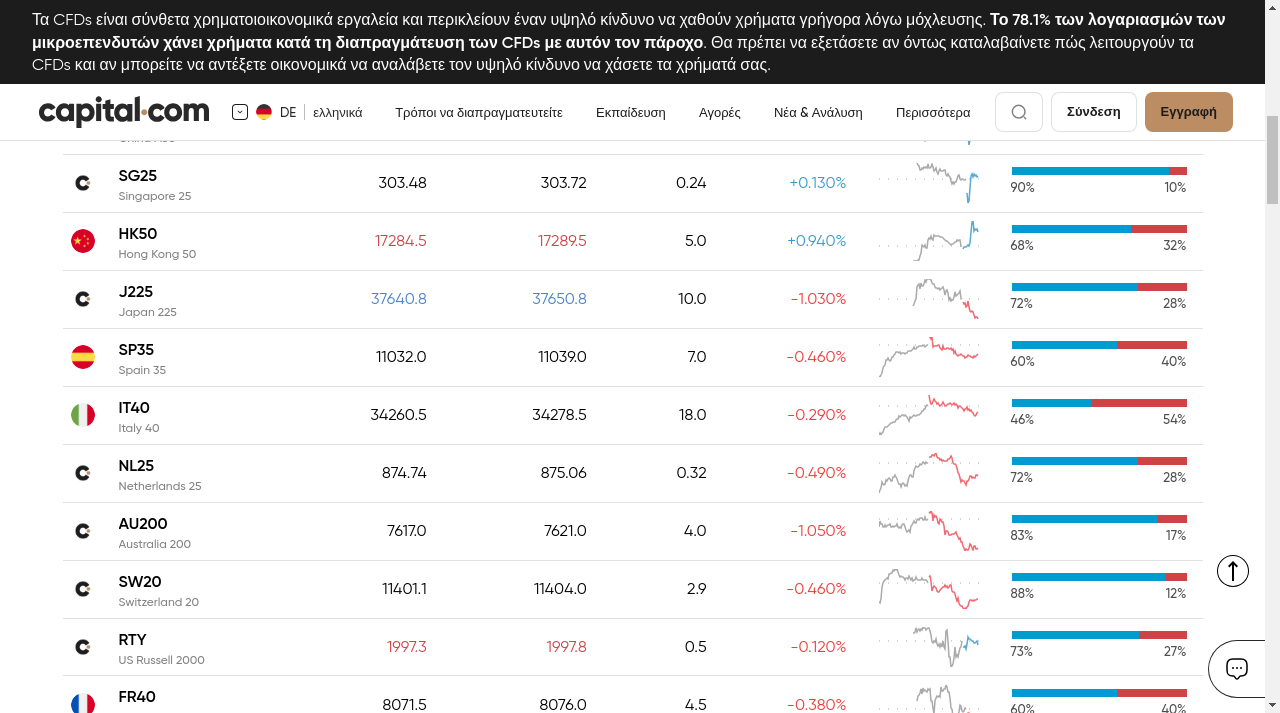 Τα CFDs είναι σύνθετα χρηματοιοικονομικά εργαλεία και περικλείουν έναν υψηλό κίνδυνο να χαθούν χρήματα γρήγορα λόγω μόχλευσης. Το 78.1% των λογαριασμών των
μικροεπενδυτών χάνει χρήματα κατά τη διαπραγμάτευση των CFDs με αυτόν τον πάροχο. Θα πρέπει να εξετάσετε αν όντως καταλαβαίνετε πώς λειτουργούν τα
CFDs και αν μπορείτε να αντέξετε οικονομικά να αναλάβετε τον υψηλό κίνδυνο να χάσετε τα χρήματά σας.
capital.com DE ελληνικά Τρόποι να διαπραγματευτείτε Εκπαίδευση Αγορές Νέα & Ανάλυση Περισσότερα Σύνδεση Εγγραφή
SG25 303.48 303.72 0.24 +0.130% 90% 10%
Singapore 25
HK50 17284.5 17289.5 5.0 +0.940% 68% 32%
Hong Kong 50
J225 37640.8 37650.8 10.0 -1.030% 72% 28%
Japan 225
SP35 11032.0 11039.0 7.0 -0.460% 60% 40%
Spain 35
IT40 34260.5 34278.5 18.0 -0.290% 46% 54%
Italy 40
NL25 874.74 875.06 0.32 -0.490% 72% 28%
Netherlands 25
AU200 7617.0 7621.0 4.0 -1.050% 83% 17%
Australia 200
SW20 11401.1 11404.0 2.9 -0.460% 88% 12%
Switzerland 20
RTY 1997.3 1997.8 0.5 -0.120% 73% 27%
US Russell 2000
FR40 8071.5 8076.0 4.5 -0.380% 60% 40%